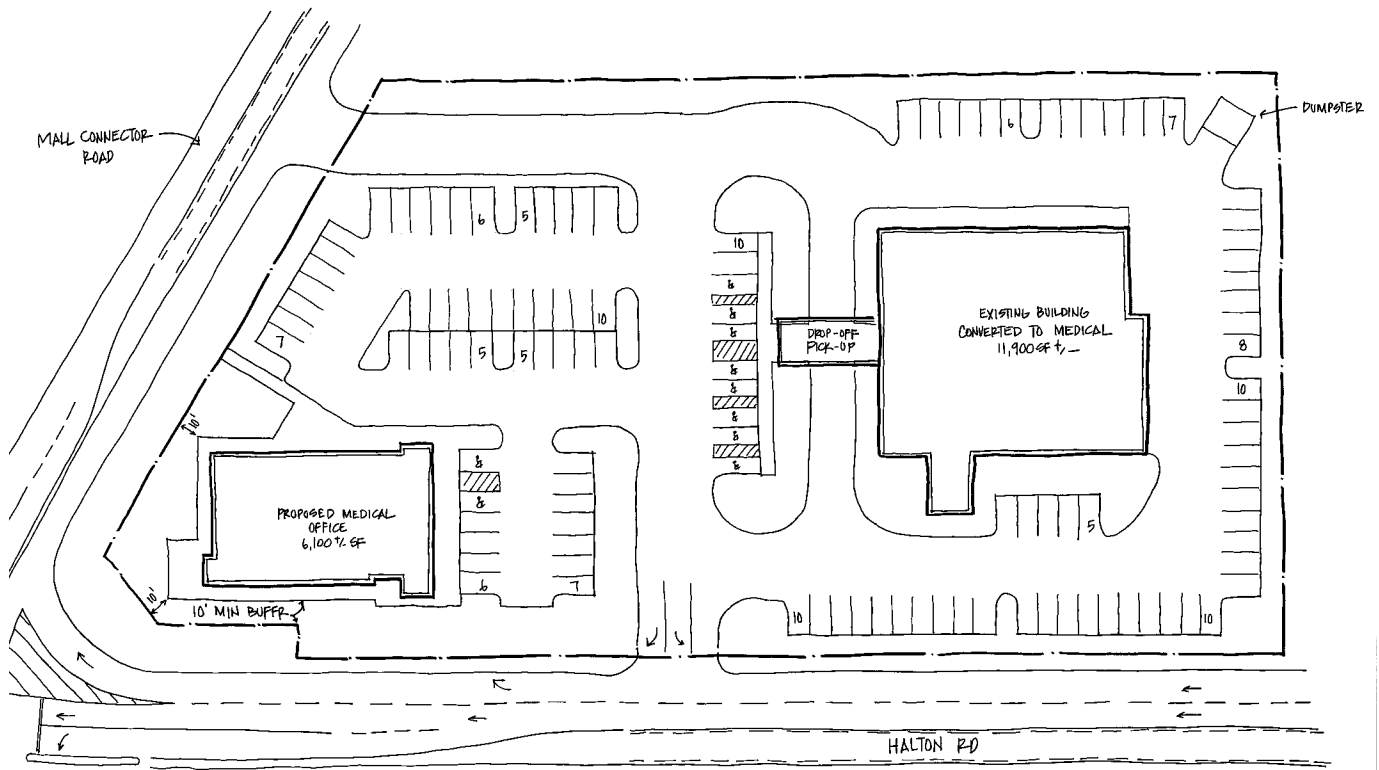 DUMPSTER
MALL CONNECTOR
ROAD
6
7
6
5
10
&
&
&
DROP-OFF
PICK-UP
EXISTING BUILDING
CONVERTED TO MEDICAL
11,900 SF +/-
10
7
5
5
&
&
&
&
&
8
10
10'
&
&
PROPOSED MEDICAL
OFFICE
6,100 +/- SF
5
6
7
10'
10' MIN BUFFR
10
10
HALTON RD